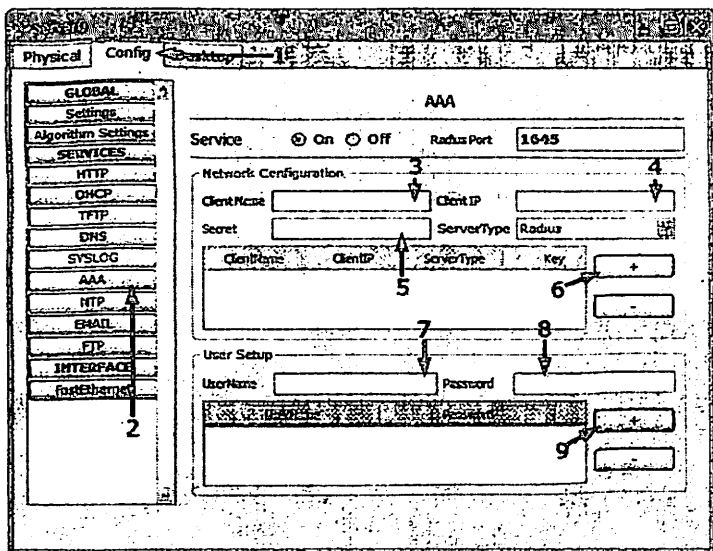 Physical Config Desktop 1
GLOBAL
Settings
Algorithm Settings
SERVICES
HTTP
DHCP
TFTP
DNS
SYSLOG
AAA
NTP
EMAIL
FTP
INTERFACE
FastEthernet
2
AAA
Service On Off Radius Port 1645
3 4
Network Configuration
Client Name Client IP
Secret ServerType Radius
ClientName ClientIP ServerType Key +
5 6
-
7 8
User Setup
UserName Password
UserName Password +
9
-